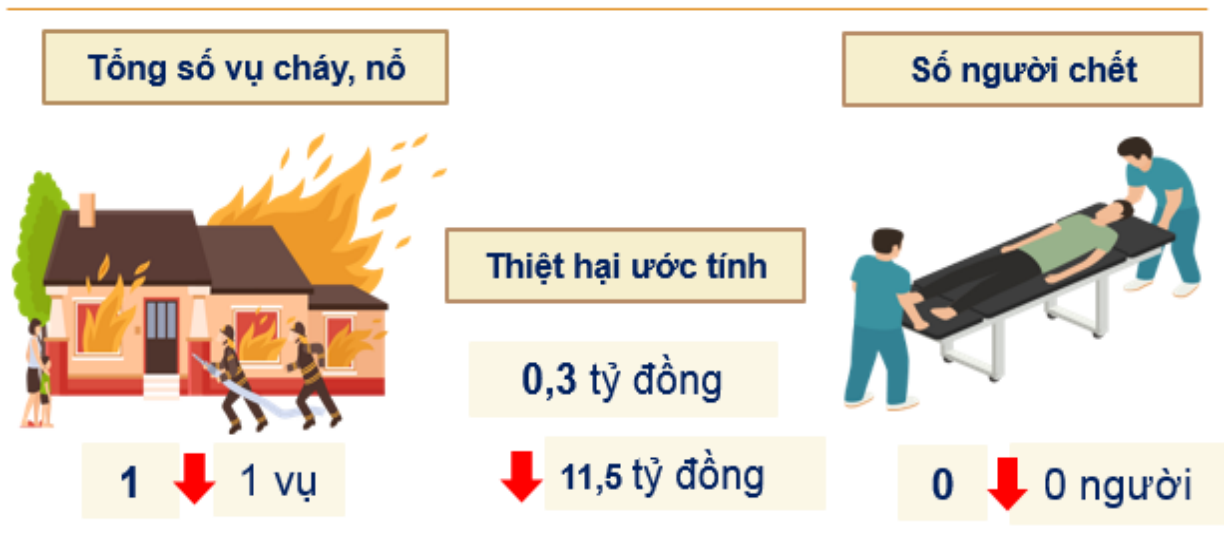 Tổng số vụ cháy, nổ
Số người chết
Thiệt hại ước tính
0,3 tỷ đồng
1 1 vụ
11,5 tỷ đồng
0 0 người